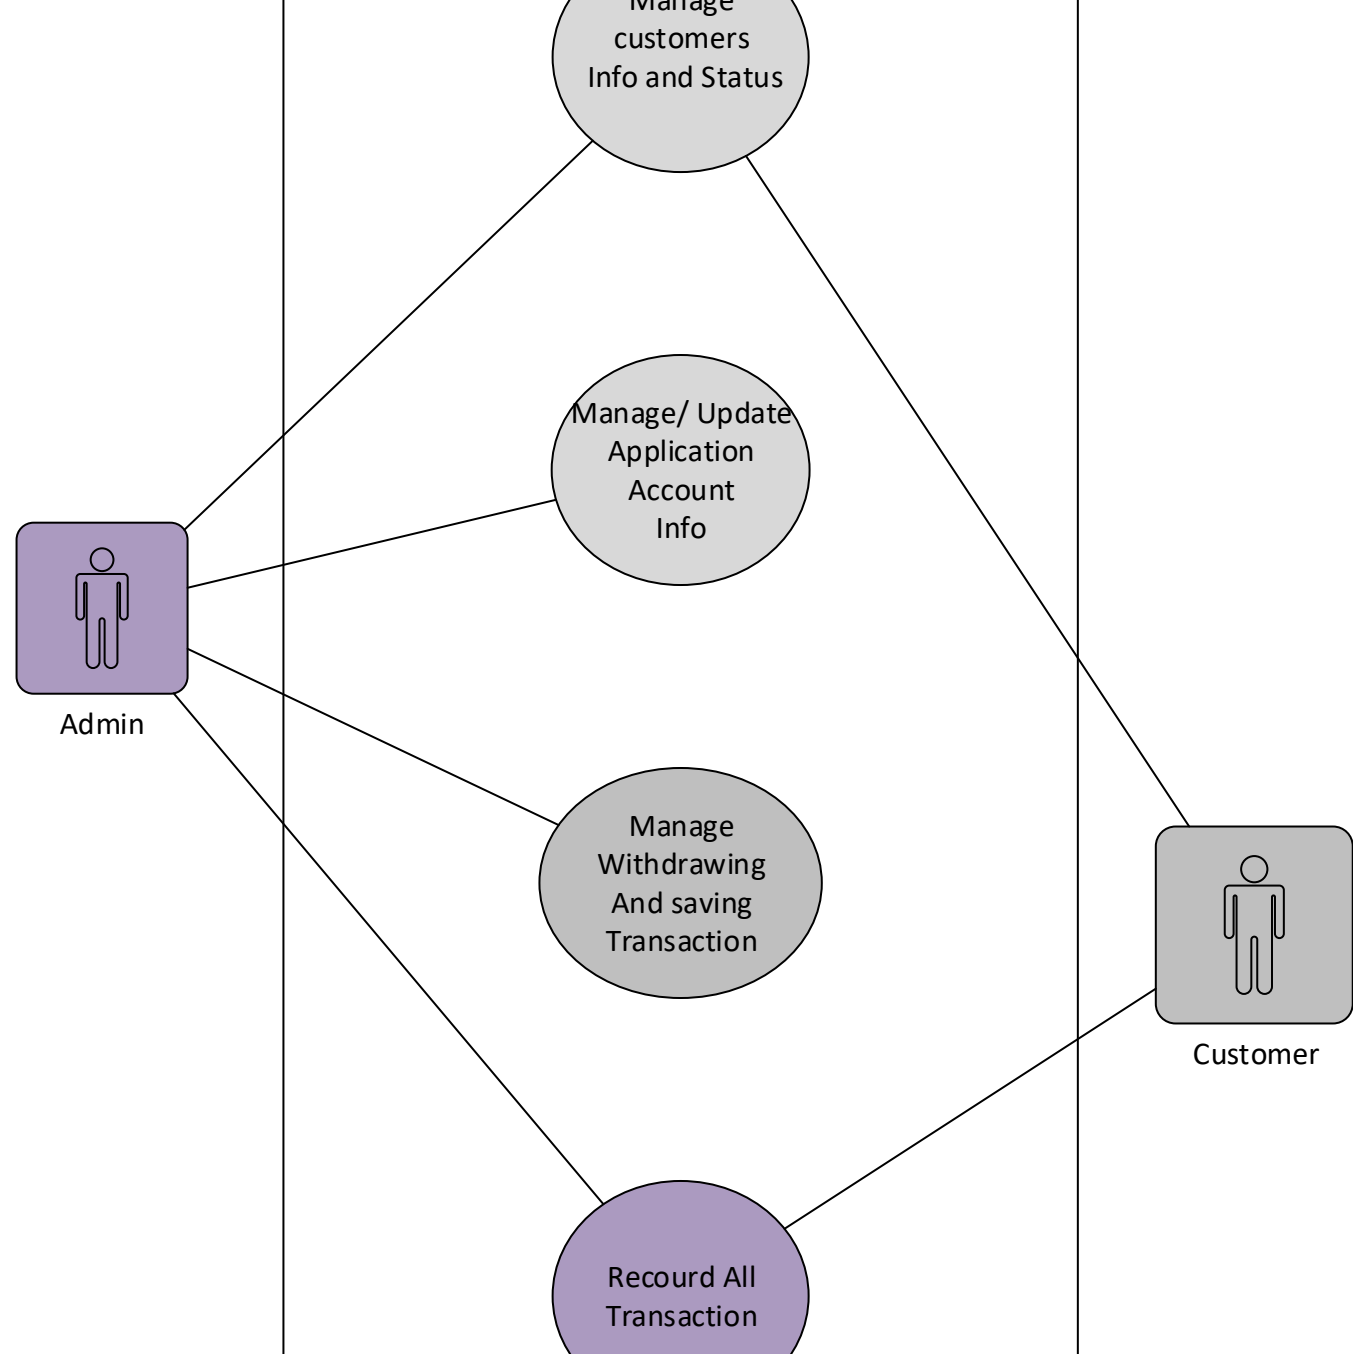 Manage
customers
Info and Status
Manage/ Update
Application
Account
Info
Admin
Manage
Withdrawing
And saving
Transaction
Customer
Recourd All
Transaction